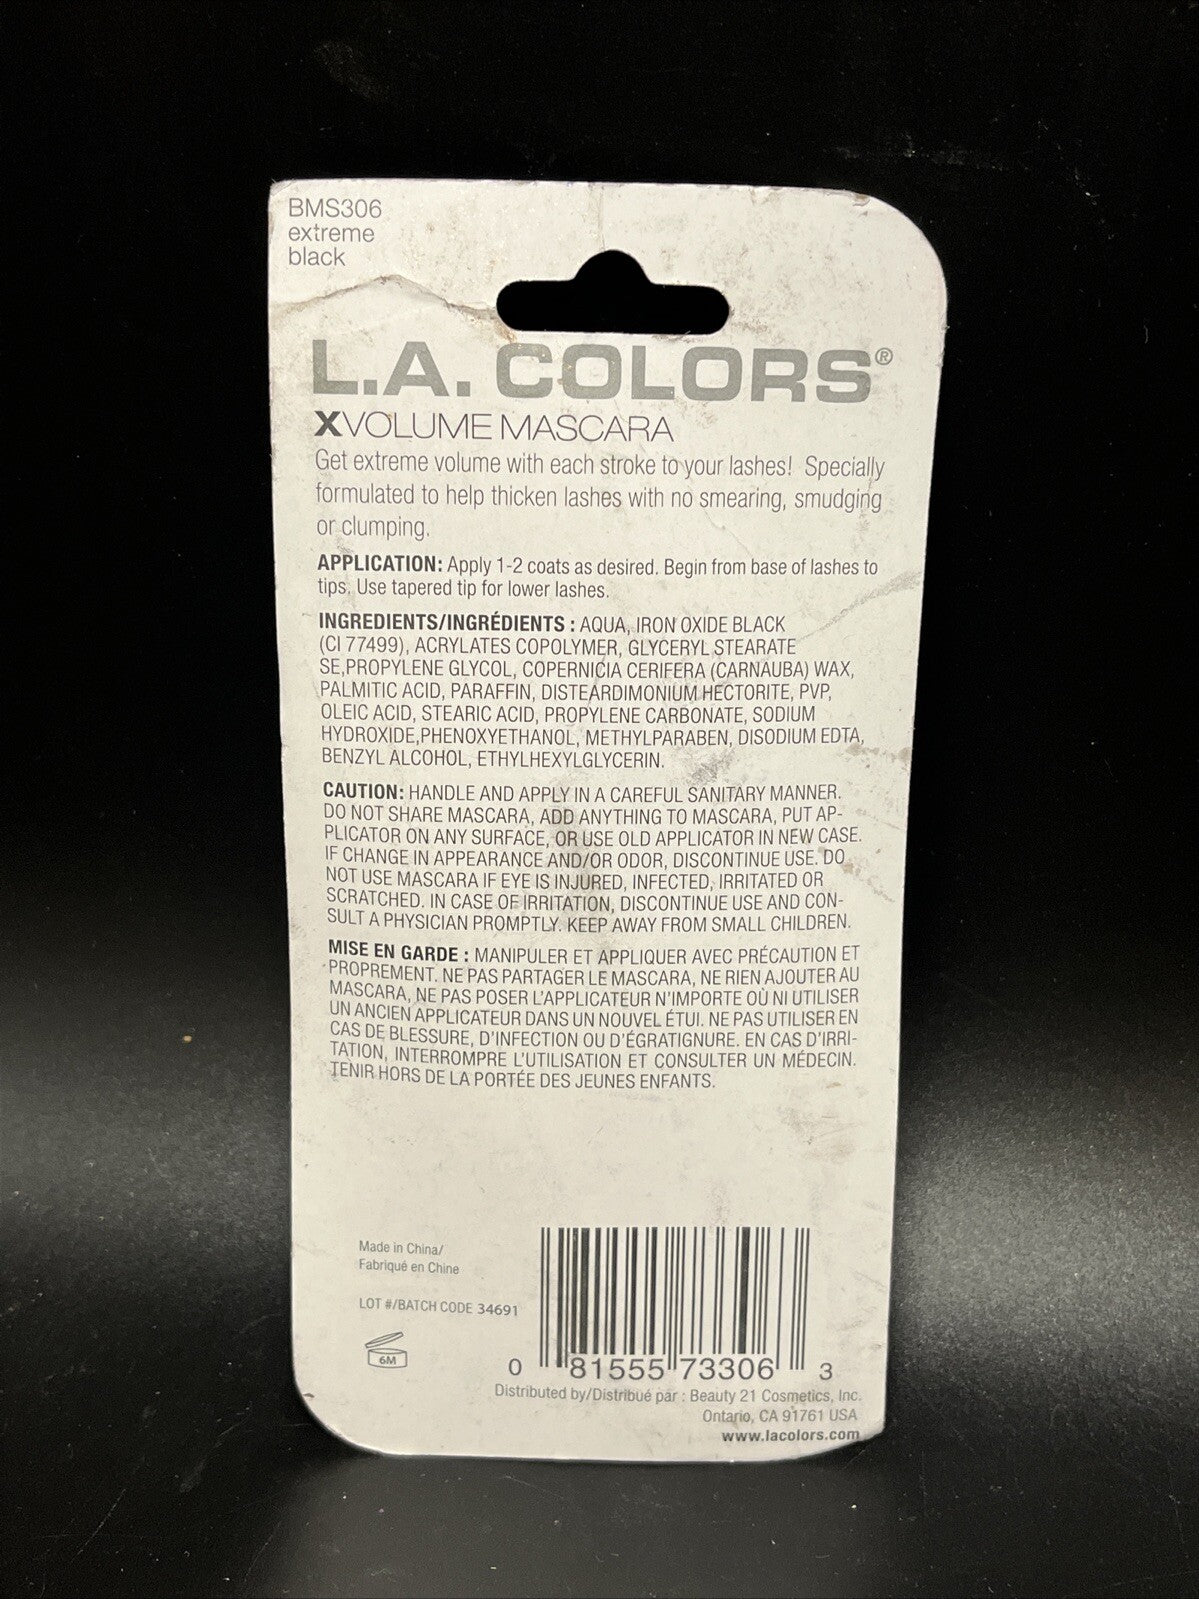 BMS306
extreme
black
L.A. COLORS®
XVOLUME MASCARA
Get extreme volume with each stroke to your lashes! Specially
formulated to help thicken lashes with no smearing, smudging
or clumping.
APPLICATION: Apply 1-2 coats as desired. Begin from base of lashes to
tips. Use tapered tip for lower lashes.
INGREDIENTS/INGRÉDIENTS : AQUA, IRON OXIDE BLACK
(CI 77499), ACRYLATES COPOLYMER, GLYCERYL STEARATE
SE,PROPYLENE GLYCOL, COPERNICIA CERIFERA (CARNAUBA) WAX,
PALMITIC ACID, PARAFFIN, DISTEARDIMONIUM HECTORITE, PVP,
OLEIC ACID, STEARIC ACID, PROPYLENE CARBONATE, SODIUM
HYDROXIDE,PHENOXYETHANOL, METHYLPARABEN, DISODIUM EDTA,
BENZYL ALCOHOL, ETHYLHEXYLGLYCERIN.
CAUTION: HANDLE AND APPLY IN A CAREFUL SANITARY MANNER.
DO NOT SHARE MASCARA, ADD ANYTHING TO MASCARA, PUT AP-
PLICATOR ON ANY SURFACE, OR USE OLD APPLICATOR IN NEW CASE.
IF CHANGE IN APPEARANCE AND/OR ODOR, DISCONTINUE USE. DO
NOT USE MASCARA IF EYE IS INJURED, INFECTED, IRRITATED OR
SCRATCHED. IN CASE OF IRRITATION, DISCONTINUE USE AND CON-
SULT A PHYSICIAN PROMPTLY. KEEP AWAY FROM SMALL CHILDREN.
MISE EN GARDE : MANIPULER ET APPLIQUER AVEC PRÉCAUTION ET
PROPREMENT. NE PAS PARTAGER LE MASCARA, NE RIEN AJOUTER AU
MASCARA, NE PAS POSER L'APPLICATEUR N'IMPORTE OÙ NI UTILISER
UN ANCIEN APPLICATEUR DANS UN NOUVEL ÉTUI. NE PAS UTILISER EN
CAS DE BLESSURE, D'INFECTION OU D'ÉGRATIGNURE. EN CAS D'IRRI-
TATION, INTERROMPRE L'UTILISATION ET CONSULTER UN MÉDECIN.
TENIR HORS DE LA PORTÉE DES JEUNES ENFANTS.
Made in China/
Fabriqué en Chine
LOT #/BATCH CODE 34691
6M
0 81555 73306 3
Distributed by/Distribué par : Beauty 21 Cosmetics, Inc.
Ontario, CA 91761 USA
www.lacolors.com